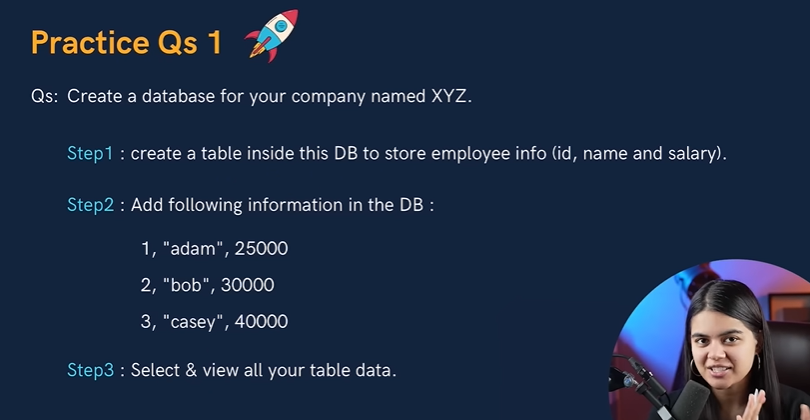 Practice Qs 1
Qs: Create a database for your company named XYZ.
Step1 : create a table inside this DB to store employee info (id, name and salary).
Step2 : Add following information in the DB :
1, "adam", 25000
2, "bob", 30000
3, "casey", 40000
Step3 : Select & view all your table data.